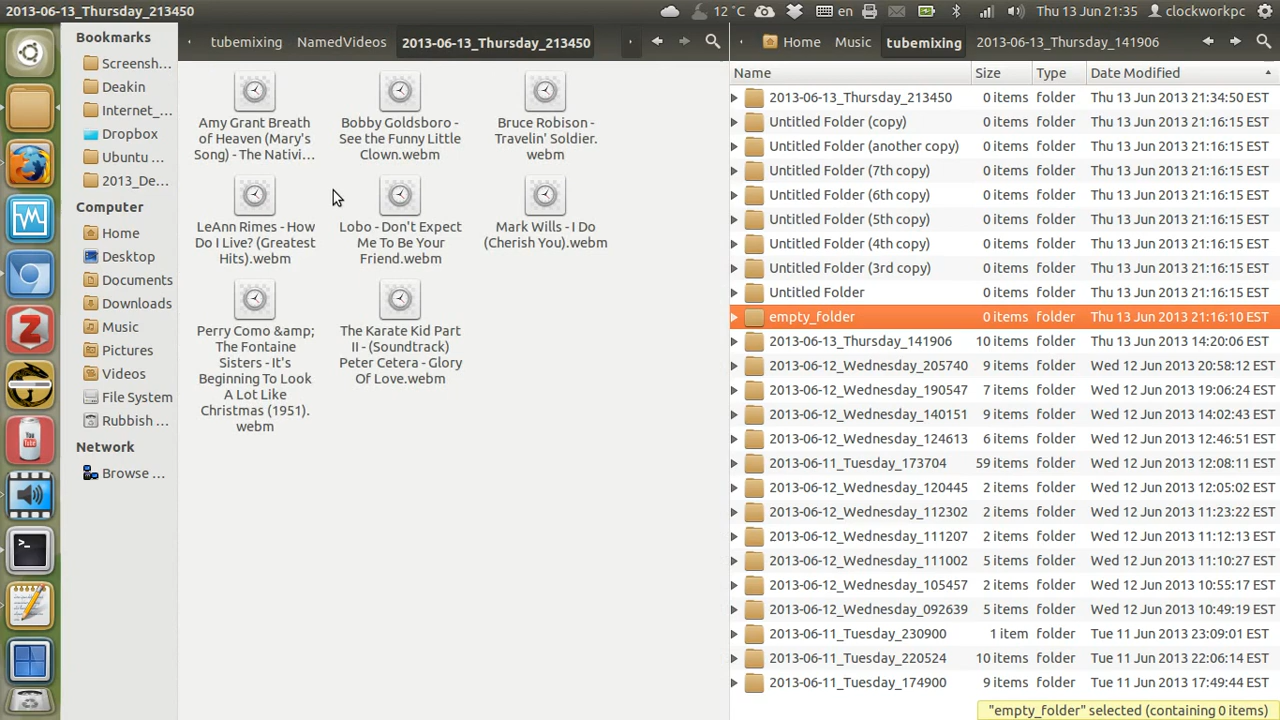 2013-06-13_Thursday_213450
12 °C
en
Thu 13 Jun 21:35
clockworkpc
Bookmarks
Screensh...
Deakin
Internet_...
Dropbox
Ubuntu ...
2013_De...
Computer
Home
Desktop
Documents
Downloads
Music
Pictures
Videos
File System
Rubbish ...
Network
Browse ...
tubemixing
NamedVideos
2013-06-13_Thursday_213450
Amy Grant Breath
of Heaven (Mary's
Song) - The Nativi...
Bobby Goldsboro -
See the Funny Little
Clown.webm
Bruce Robison -
Travelin' Soldier.
webm
LeAnn Rimes - How
Do I Live? (Greatest
Hits).webm
Lobo - Don't Expect
Me To Be Your
Friend.webm
Mark Wills - I Do
(Cherish You).webm
Perry Como &amp;
The Fontaine
Sisters - It's
Beginning To Look
A Lot Like
Christmas (1951).
webm
The Karate Kid Part
II - (Soundtrack)
Peter Cetera - Glory
Of Love.webm
Home
Music
tubemixing
2013-06-13_Thursday_141906
Name Size Type Date Modified
2013-06-13_Thursday_213450 0 items folder Thu 13 Jun 2013 21:34:50 EST
Untitled Folder (copy) 0 items folder Thu 13 Jun 2013 21:16:15 EST
Untitled Folder (another copy) 0 items folder Thu 13 Jun 2013 21:16:15 EST
Untitled Folder (7th copy) 0 items folder Thu 13 Jun 2013 21:16:15 EST
Untitled Folder (6th copy) 0 items folder Thu 13 Jun 2013 21:16:15 EST
Untitled Folder (5th copy) 0 items folder Thu 13 Jun 2013 21:16:15 EST
Untitled Folder (4th copy) 0 items folder Thu 13 Jun 2013 21:16:15 EST
Untitled Folder (3rd copy) 0 items folder Thu 13 Jun 2013 21:16:15 EST
Untitled Folder 0 items folder Thu 13 Jun 2013 21:16:15 EST
empty_folder 0 items folder Thu 13 Jun 2013 21:16:10 EST
2013-06-13_Thursday_141906 10 items folder Thu 13 Jun 2013 14:20:06 EST
2013-06-12_Wednesday_205740 9 items folder Wed 12 Jun 2013 20:58:12 EST
2013-06-12_Wednesday_190547 7 items folder Wed 12 Jun 2013 19:06:24 EST
2013-06-12_Wednesday_140151 9 items folder Wed 12 Jun 2013 14:02:43 EST
2013-06-12_Wednesday_124613 6 items folder Wed 12 Jun 2013 12:46:51 EST
2013-06-11_Tuesday_173704 59 items folder Wed 12 Jun 2013 12:08:11 EST
2013-06-12_Wednesday_120445 2 items folder Wed 12 Jun 2013 12:05:02 EST
2013-06-12_Wednesday_112302 2 items folder Wed 12 Jun 2013 11:23:22 EST
2013-06-12_Wednesday_111207 2 items folder Wed 12 Jun 2013 11:12:13 EST
2013-06-12_Wednesday_111002 5 items folder Wed 12 Jun 2013 11:10:18 EST
2013-06-12_Wednesday_105457 2 items folder Wed 12 Jun 2013 10:55:17 EST
2013-06-12_Wednesday_092639 5 items folder Wed 12 Jun 2013 10:49:19 EST
2013-06-11_Tuesday_230900 1 item folder Tue 11 Jun 2013 23:09:01 EST
2013-06-11_Tuesday_220524 10 items folder Tue 11 Jun 2013 22:06:14 EST
2013-06-11_Tuesday_174900 9 items folder Tue 11 Jun 2013 17:49:44 EST
"empty_folder" selected (containing 0 items)